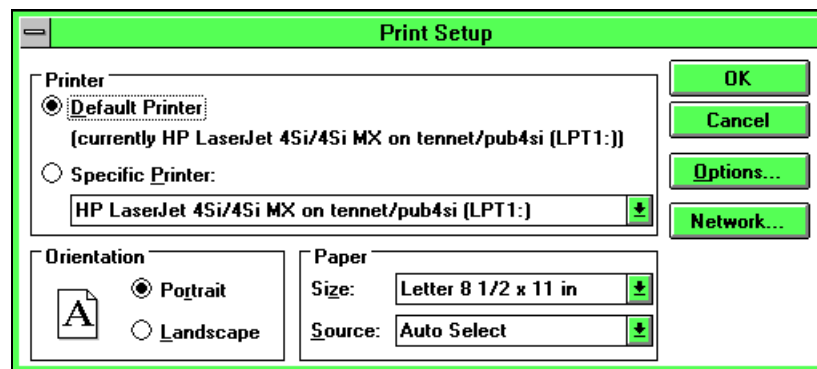 Print Setup
Printer
Default Printer
(currently HP LaserJet 4Si/4Si MX on tennet/pub4si (LPT1:))
Specific Printer:
HP LaserJet 4Si/4Si MX on tennet/pub4si (LPT1:)
OK
Cancel
Options...
Network...
Orientation
A
Portrait
Landscape
Paper
Size: Letter 8 1/2 x 11 in
Source: Auto Select